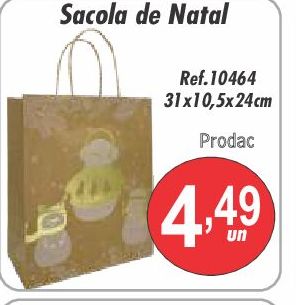 Sacola de Natal
Ref.10464
31x10,5x24cm
Prodac
4,49
un